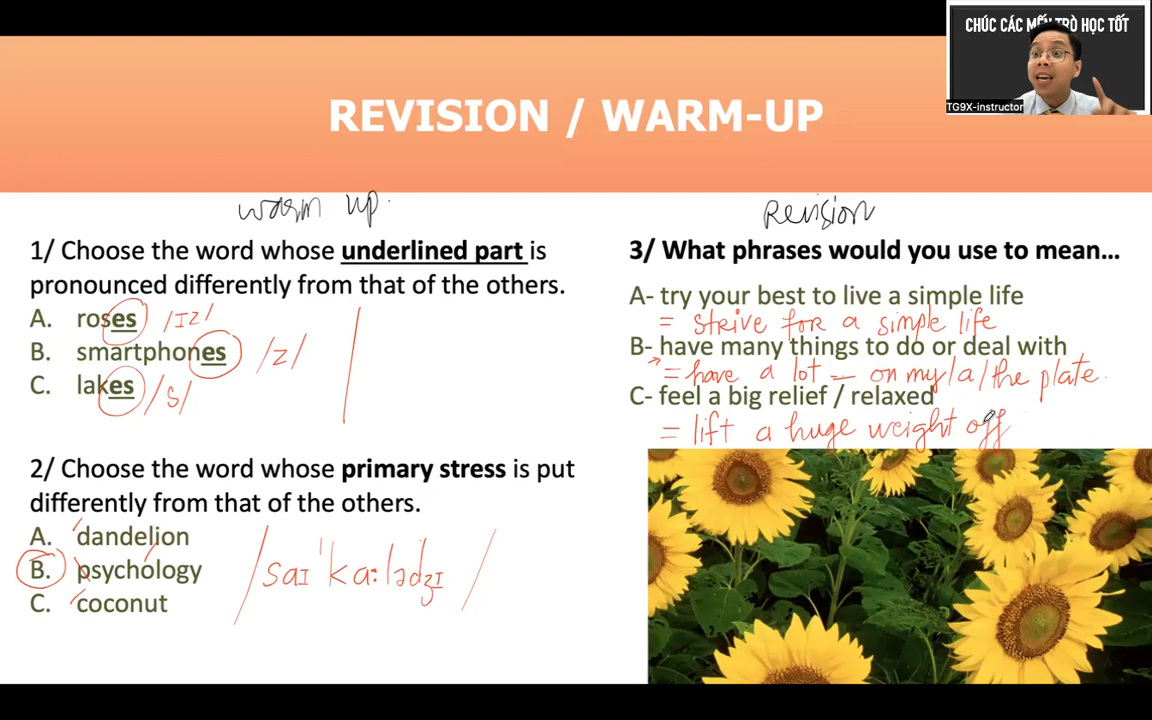 CHÚC CÁC MẾN TRÒ HỌC TỐT
TG9X-instructor
REVISION / WARM-UP
warm up
1/ Choose the word whose underlined part is
pronounced differently from that of the others.
A. roses /ɪz/
B. smartphones /z/
C. lakes /s/
2/ Choose the word whose primary stress is put
differently from that of the others.
A. dandelion
B. psychology /saɪˈkɑːlədʒɪ/
C. coconut
Revision
3/ What phrases would you use to mean…
A- try your best to live a simple life
= strive for a simple life
B- have many things to do or deal with
= have a lot – on my/a/the plate.
C- feel a big relief / relaxed
= lift a huge weight off